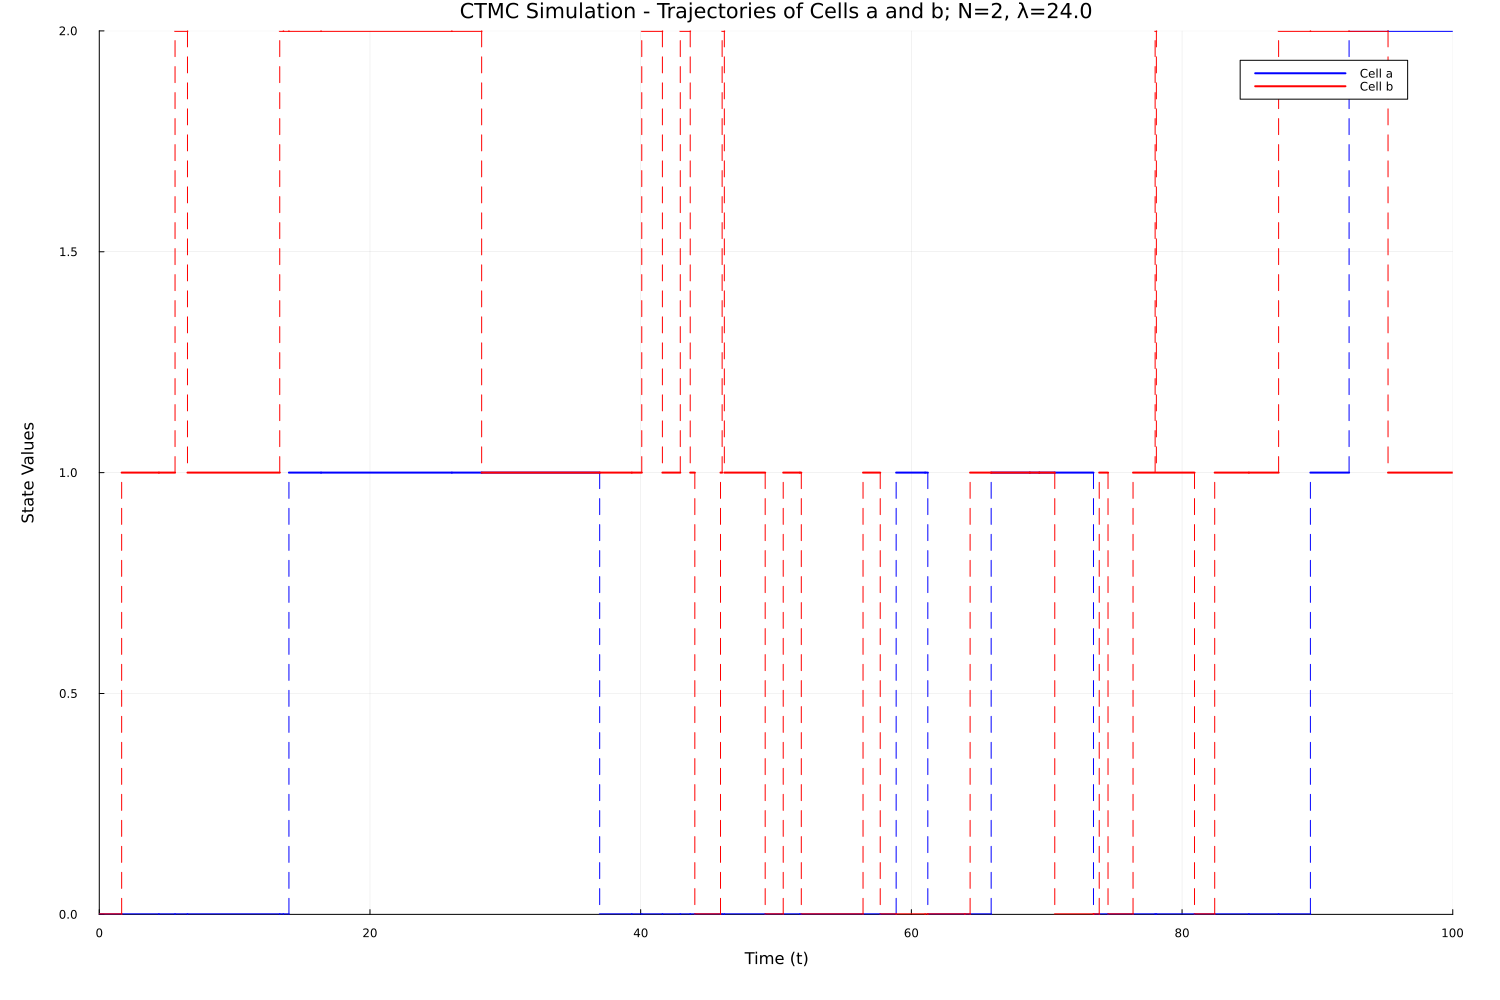 CTMC Simulation - Trajectories of Cells a and b; N=2, λ=24.0
2.0
Cell a
Cell b
1.5
1.0
State Values
0.5
0.0
0 20 40 60 80 100
Time (t)